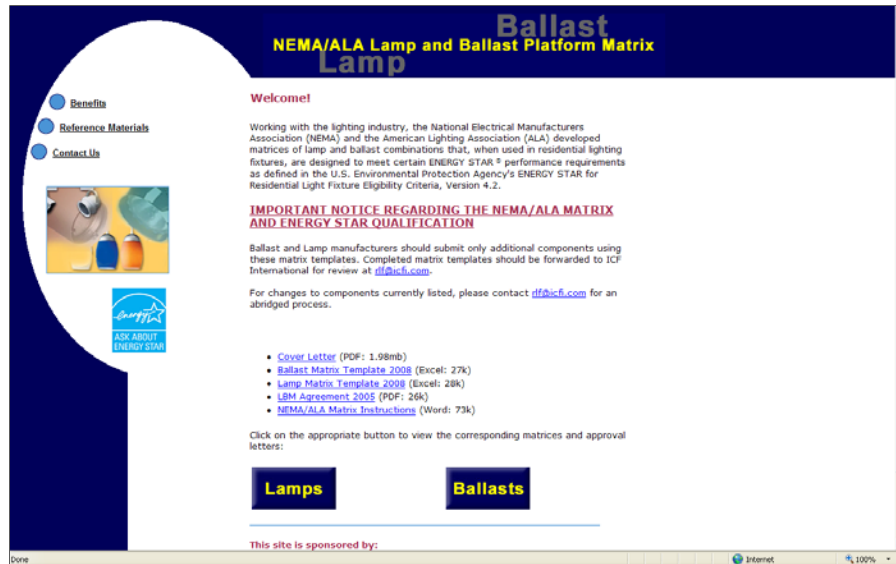 Ballast
NEMA/ALA Lamp and Ballast Platform Matrix
Lamp
Benefits
Reference Materials
Contact Us
energy
ASK ABOUT
ENERGY STAR
Welcome!
Working with the lighting industry, the National Electrical Manufacturers
Association (NEMA) and the American Lighting Association (ALA) developed
matrices of lamp and ballast combinations that, when used in residential lighting
fixtures, are designed to meet certain ENERGY STAR ® performance requirements
as defined in the U.S. Environmental Protection Agency's ENERGY STAR for
Residential Light Fixture Eligibility Criteria, Version 4.2.
IMPORTANT NOTICE REGARDING THE NEMA/ALA MATRIX
AND ENERGY STAR QUALIFICATION
Ballast and Lamp manufacturers should submit only additional components using
these matrix templates. Completed matrix templates should be forwarded to ICF
International for review at rlf@icfi.com.
For changes to components currently listed, please contact rlf@icfi.com for an
abridged process.
• Cover Letter (PDF: 1.98mb)
• Ballast Matrix Template 2008 (Excel: 27k)
• Lamp Matrix Template 2008 (Excel: 28k)
• LBM Agreement 2005 (PDF: 26k)
• NEMA/ALA Matrix Instructions (Word: 73k)
Click on the appropriate button to view the corresponding matrices and approval
letters:
Lamps
Ballasts
This site is sponsored by:
Done
Internet
100%